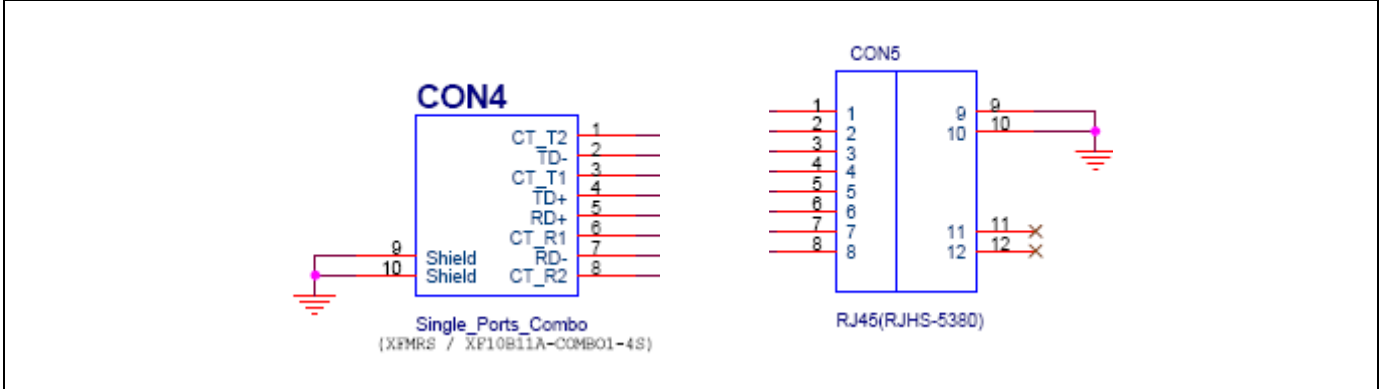 CON4
CT_T2 1
TD- 2
CT_T1 3
TD+ 4
RD+ 5
CT_R1 6
9 Shield RD- 7
10 Shield CT_R2 8
Single_Ports_Combo
(XFMRS / XF10B11A-COMBO1-4S)
CON5
1 1 9 9
2 2 10 10
3 3
4 4
5 5
6 6
7 7 11 11
8 8 12 12
RJ45(RJHS-5380)